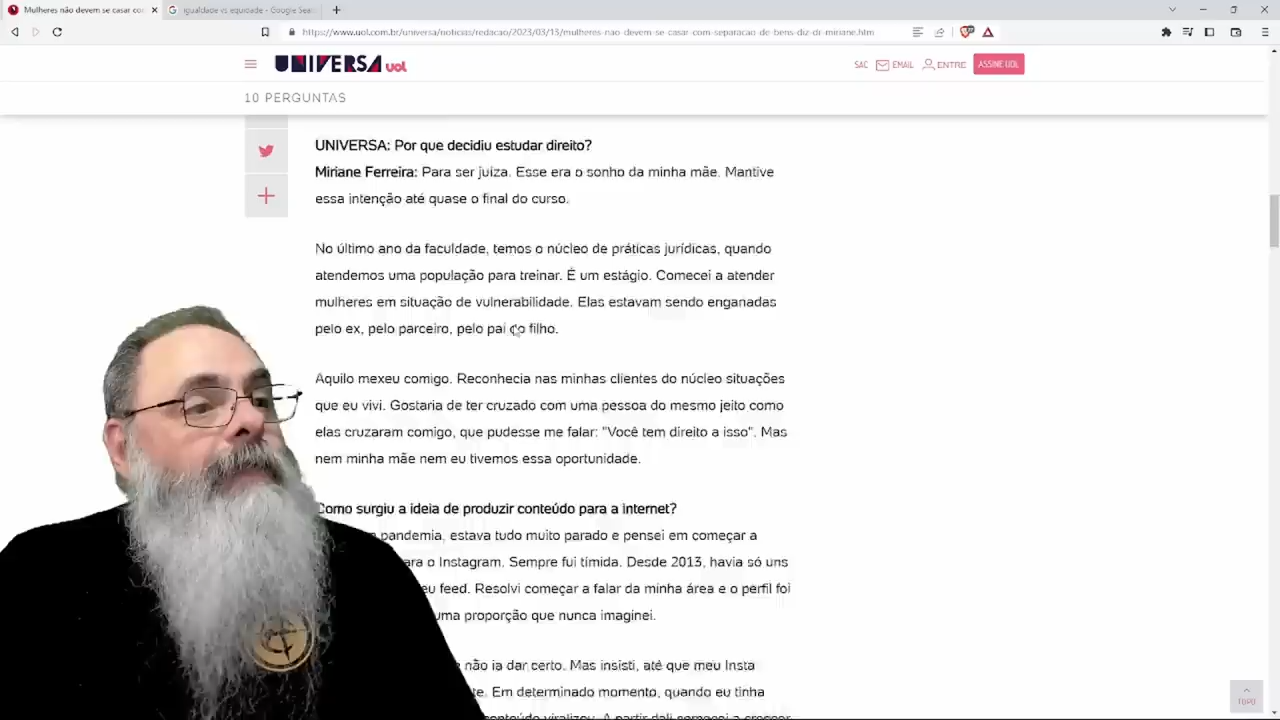 Mulheres não devem se casar co
igualdade vs equidade - Google Sea
https://www.uol.com.br/universa/noticias/redacao/2023/03/15/mulheres-nao-devem-se-casar-com-separacao-de-bens-diz-dr-miriane.htm
UNIVERSA uol
SAC EMAIL ENTRE ASSINE UOL
10 PERGUNTAS
UNIVERSA: Por que decidiu estudar direito?
Miriane Ferreira: Para ser juíza. Esse era o sonho da minha mãe. Mantive
essa intenção até quase o final do curso.
No último ano da faculdade, temos o núcleo de práticas jurídicas, quando
atendemos uma população para treinar. É um estágio. Comecei a atender
mulheres em situação de vulnerabilidade. Elas estavam sendo enganadas
pelo ex, pelo parceiro, pelo pai do filho.
Aquilo mexeu comigo. Reconhecia nas minhas clientes do núcleo situações
que eu vivi. Gostaria de ter cruzado com uma pessoa do mesmo jeito como
elas cruzaram comigo, que pudesse me falar: "Você tem direito a isso". Mas
nem minha mãe nem eu tivemos essa oportunidade.
Como surgiu a ideia de produzir conteúdo para a internet?
pandemia, estava tudo muito parado e pensei em começar a
ara o Instagram. Sempre fui tímida. Desde 2013, havia só uns
eu feed. Resolvi começar a falar da minha área e o perfil foi
uma proporção que nunca imaginei.
não ia dar certo. Mas insisti, até que meu Insta
te. Em determinado momento, quando eu tinha
conteúdo viralizou. A partir dali comecei a crescer
TOPO